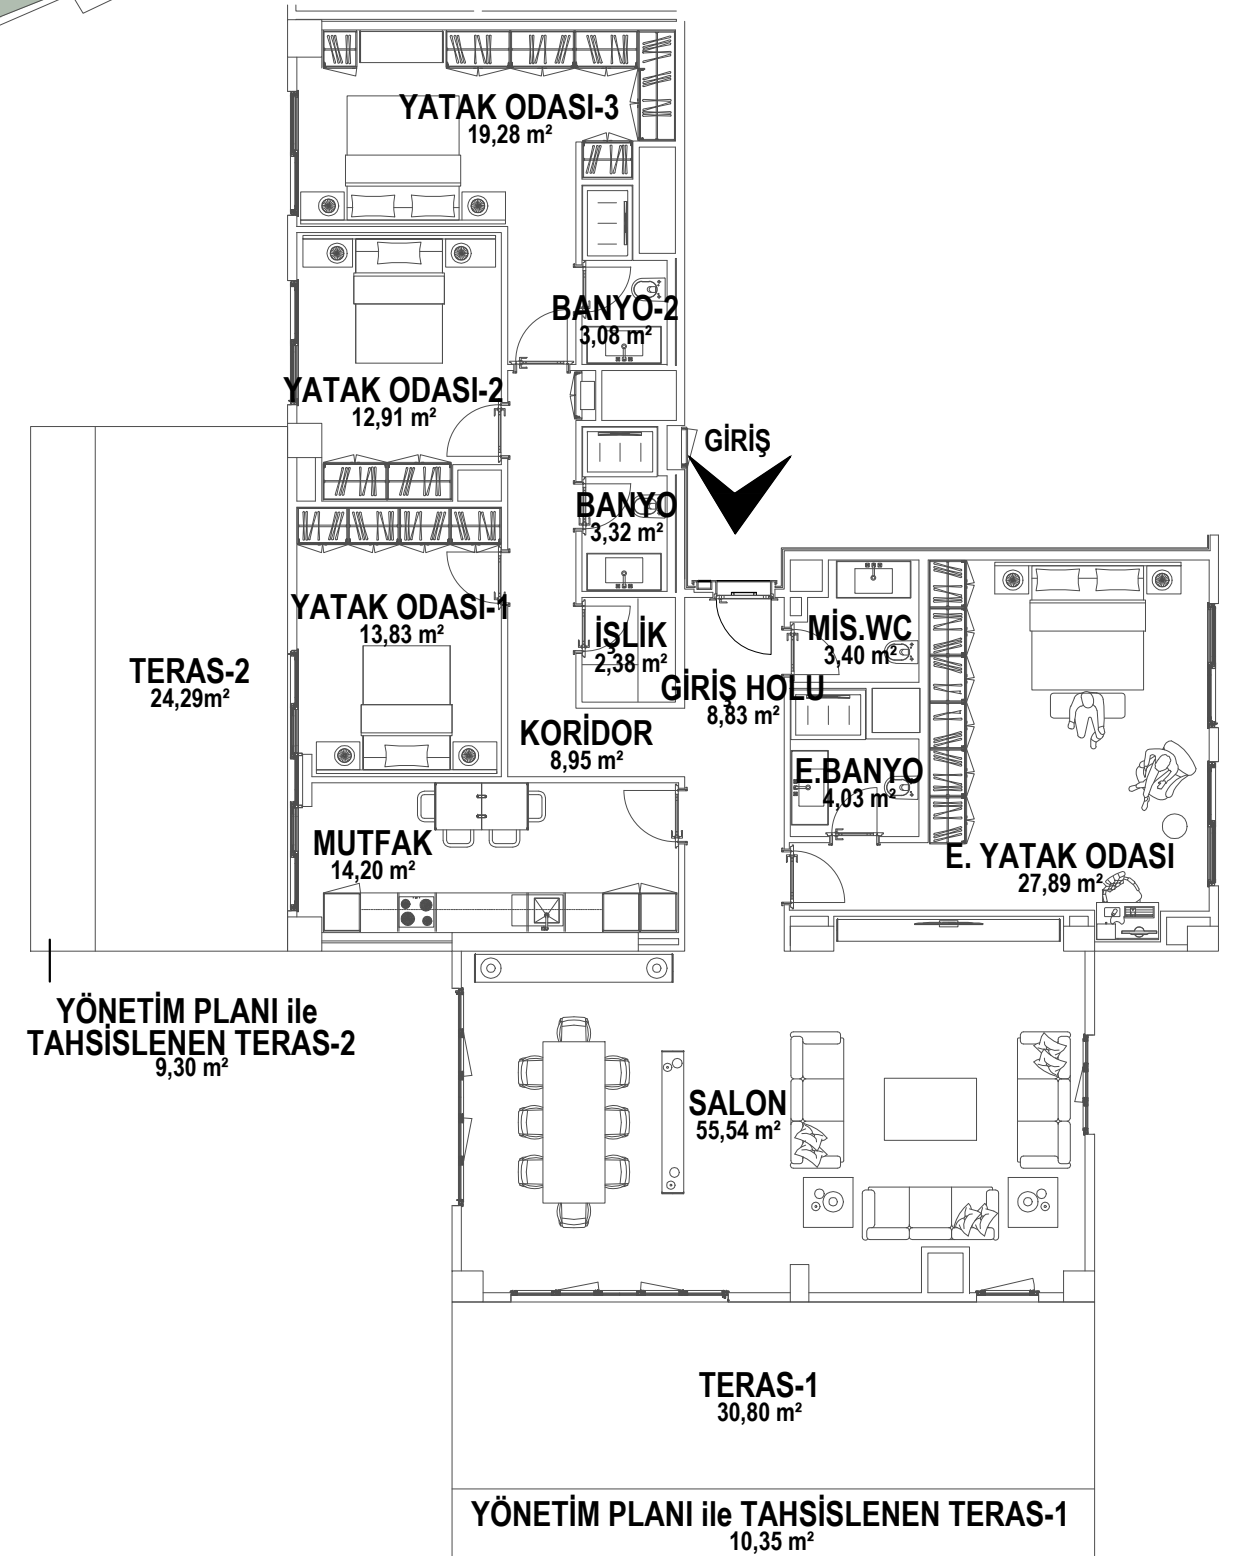 YATAK ODASI-3
19,28 m²
BANYO-2
3,08 m²
YATAK ODASI-2
12,91 m²
GİRİŞ
BANYO
3,32 m²
YATAK ODASI-1
13,83 m²
İŞLİK
2,38 m²
MİS.WC
3,40 m²
TERAS-2
24,29m²
GİRİŞ HOLU
8,83 m²
KORİDOR
8,95 m²
E.BANYO
4,03 m²
MUTFAK
14,20 m²
E. YATAK ODASI
27,89 m²
YÖNETİM PLANI ile
TAHSİSLENEN TERAS-2
9,30 m²
SALON
55,54 m²
TERAS-1
30,80 m²
YÖNETİM PLANI ile TAHSİSLENEN TERAS-1
10,35 m²